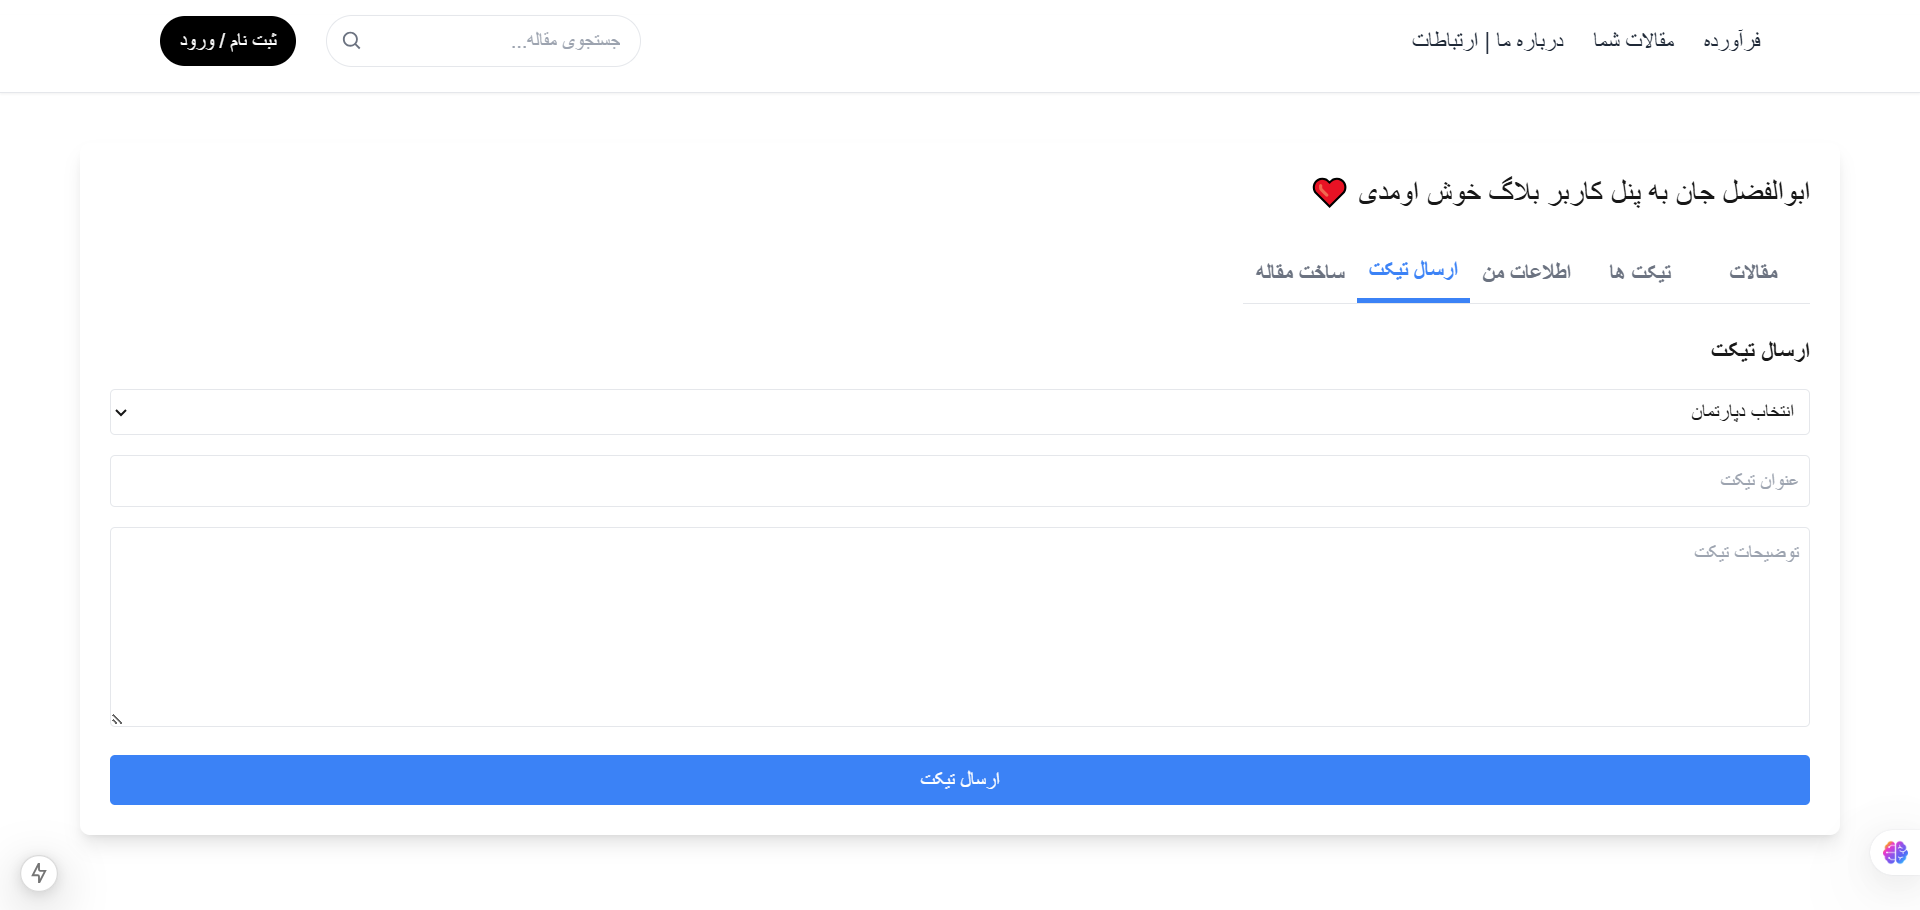 فرآورده
مقالات شما
درباره ما | ارتباطات
جستجوی مقاله...
ثبت نام / ورود
ابوالفضل جان به پنل کاربر بلاگ خوش اومدی ❤️
مقالات
تیکت ها
اطلاعات من
ارسال تیکت
ساخت مقاله
ارسال تیکت
انتخاب دپارتمان
عنوان تیکت
توضیحات تیکت
ارسال تیکت